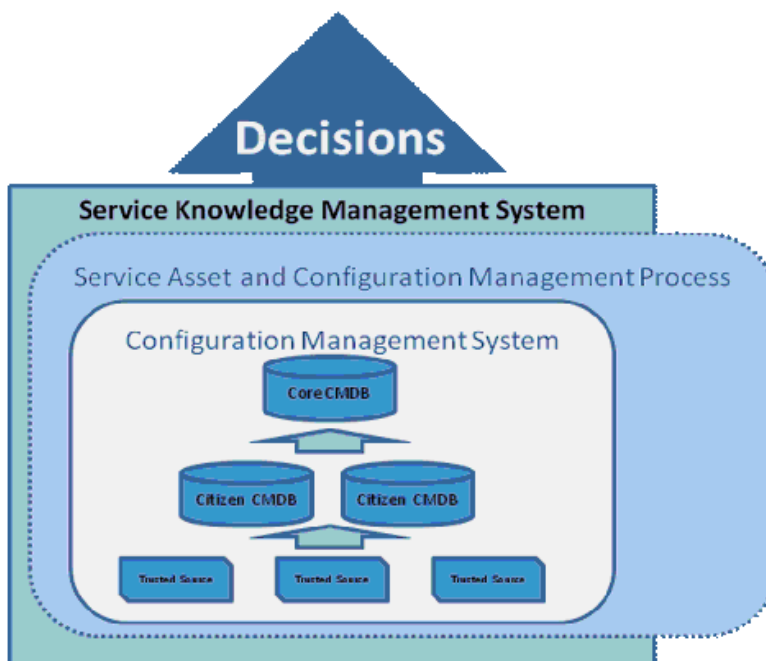 Decisions
Service Knowledge Management System
Service Asset and Configuration Management Process
Configuration Management System
Core CMDB
Citizen CMDB
Citizen CMDB
Trusted Source
Trusted Source
Trusted Source